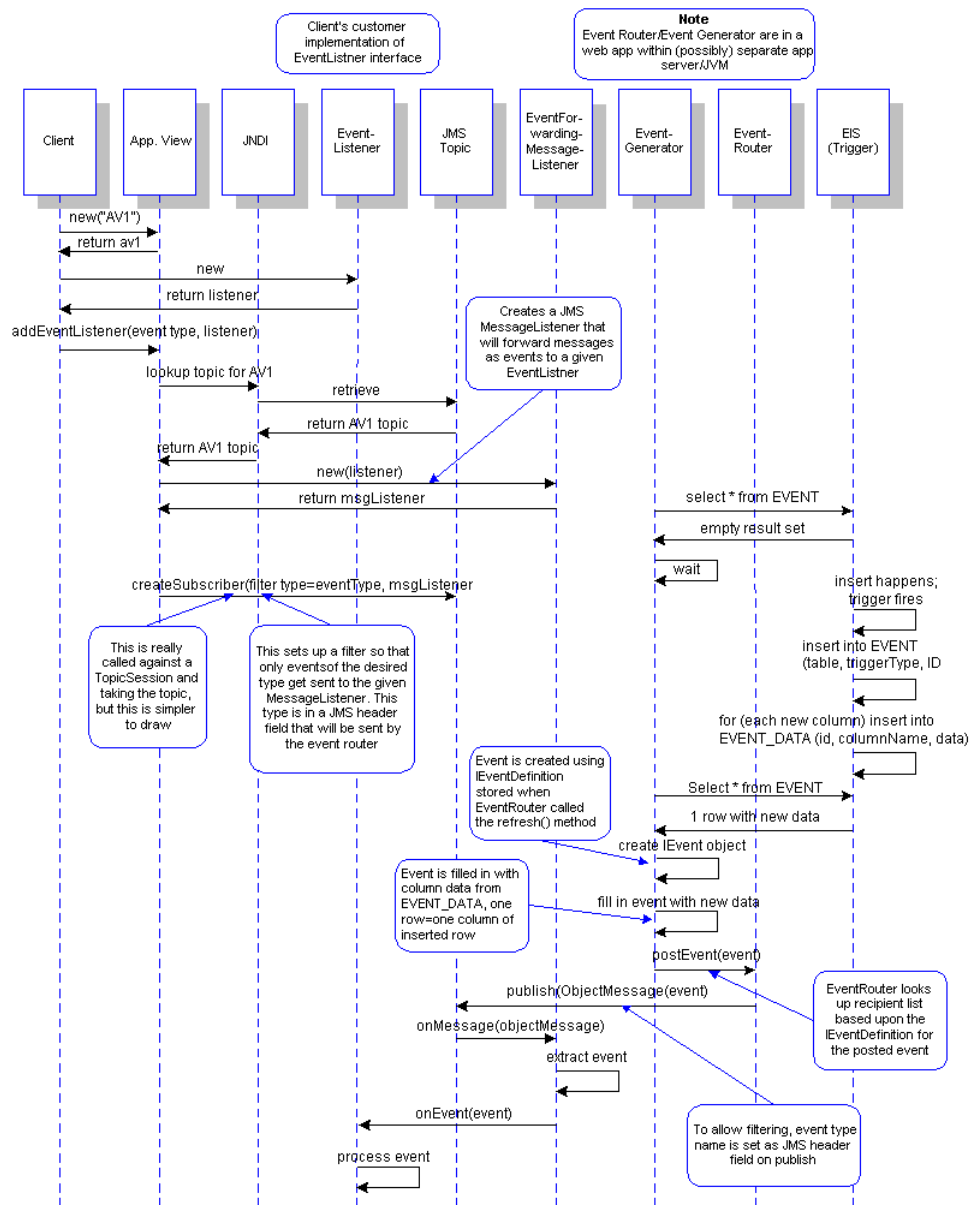 Client's customer
implementation of
EventListner interface
Note
Event Router/Event Generator are in a
web app within (possibly) separate app
server/JVM
Client
App. View
JNDI
Event-
Listener
JMS
Topic
EventFor-
warding-
Message-
Listener
Event-
Generator
Event-
Router
EIS
(Trigger)
new("AV1")
return av1
new
return listener
addEventListener(event type, listener)
Creates a JMS
MessageListener that
will forward messages
as events to a given
EventListner
lookup topic for AV1
retrieve
return AV1 topic
return AV1 topic
new(listener)
return msgListener
select * from EVENT
empty result set
wait
createSubscriber(filter type=eventType, msgListener
insert happens;
trigger fires
This is really
called against a
TopicSession and
taking the topic,
but this is simpler
to draw
This sets up a filter so that
only eventsof the desired
type get sent to the given
MessageListener. This
type is in a JMS header
field that will be sent by
the event router
insert into EVENT
(table, triggerType, ID
for (each new column) insert into
EVENT_DATA (id, columnName, data)
Event is created using
IEventDefinition
stored when
EventRouter called
the refresh() method
Select * from EVENT
1 row with new data
create IEvent object
Event is filled in with
column data from
EVENT_DATA, one
row=one column of
inserted row
fill in event with new data
postEvent(event)
EventRouter looks
up recipient list
based upon the
IEventDefinition for
the posted event
publish(ObjectMessage(event)
onMessage(objectMessage)
extract event
onEvent(event)
To allow filtering, event type
name is set as JMS header
field on publish
process event